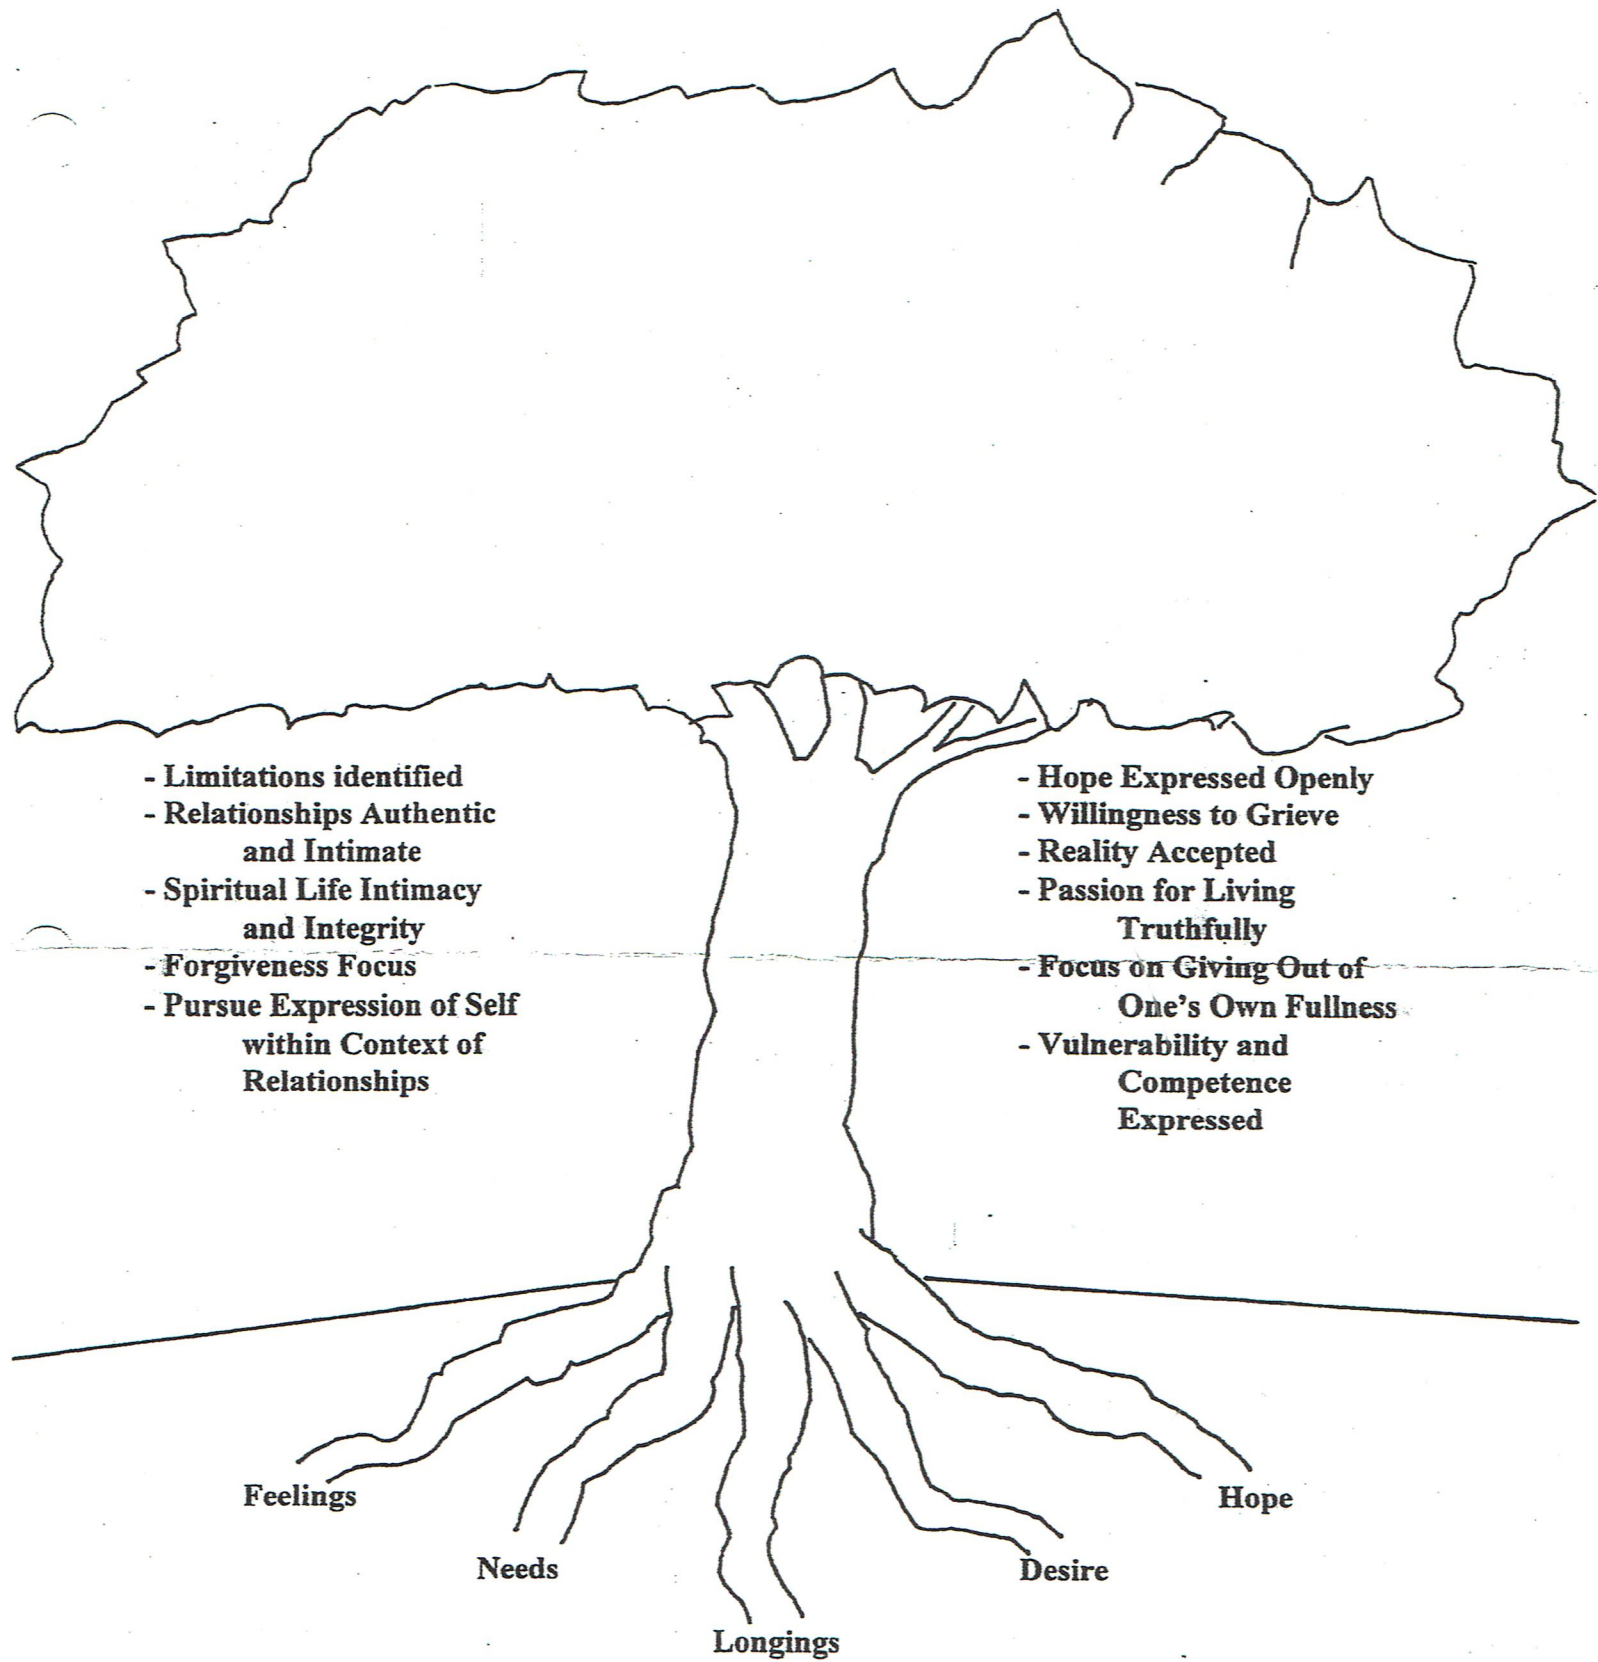 - Limitations identified
- Relationships Authentic
and Intimate
- Spiritual Life Intimacy
and Integrity
- Forgiveness Focus
- Pursue Expression of Self
within Context of
Relationships
- Hope Expressed Openly
- Willingness to Grieve
- Reality Accepted
- Passion for Living
Truthfully
- Focus on Giving Out of
One's Own Fullness
- Vulnerability and
Competence
Expressed
Feelings
Needs
Longings
Desire
Hope